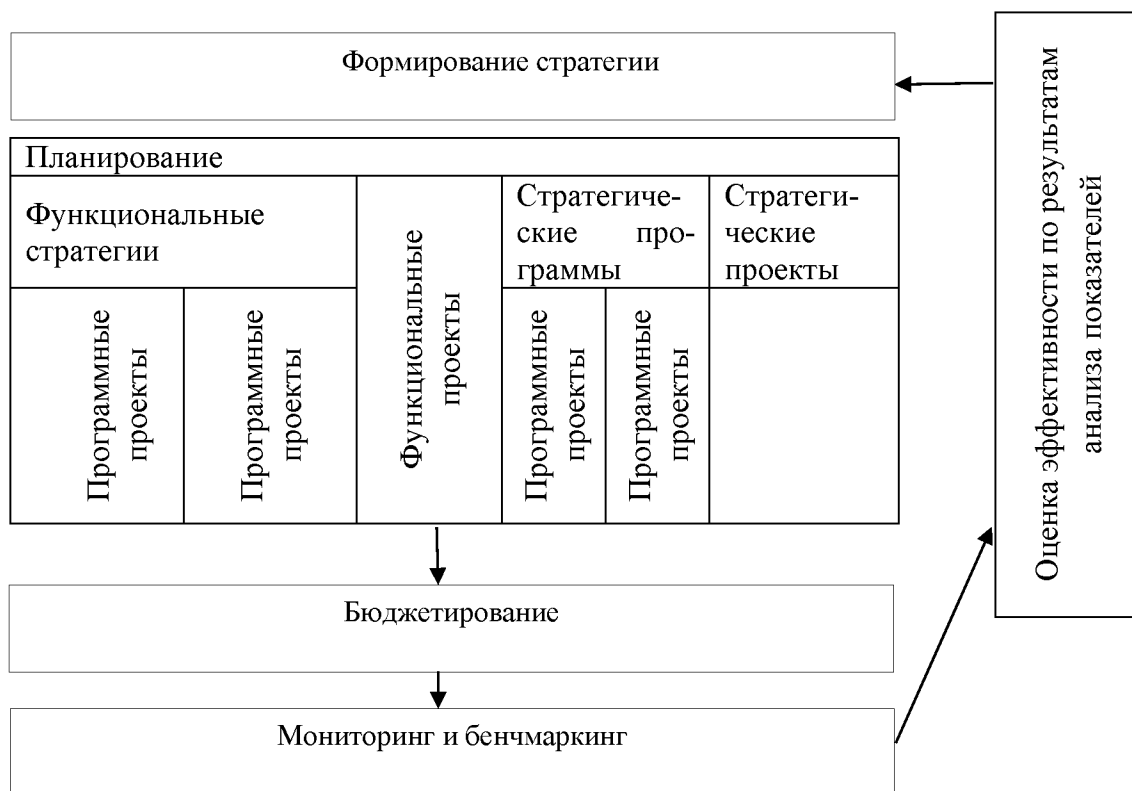 Формирование стратегии
Планирование
Функциональные
стратегии
Программные
проекты
Программные
проекты
Функциональные
проекты
Стратегиче-
ские про-
граммы
Программные
проекты
Программные
проекты
Стратеги-
ческие
проекты
Бюджетирование
Мониторинг и бенчмаркинг
Оценка эффективности по результатам
анализа показателей